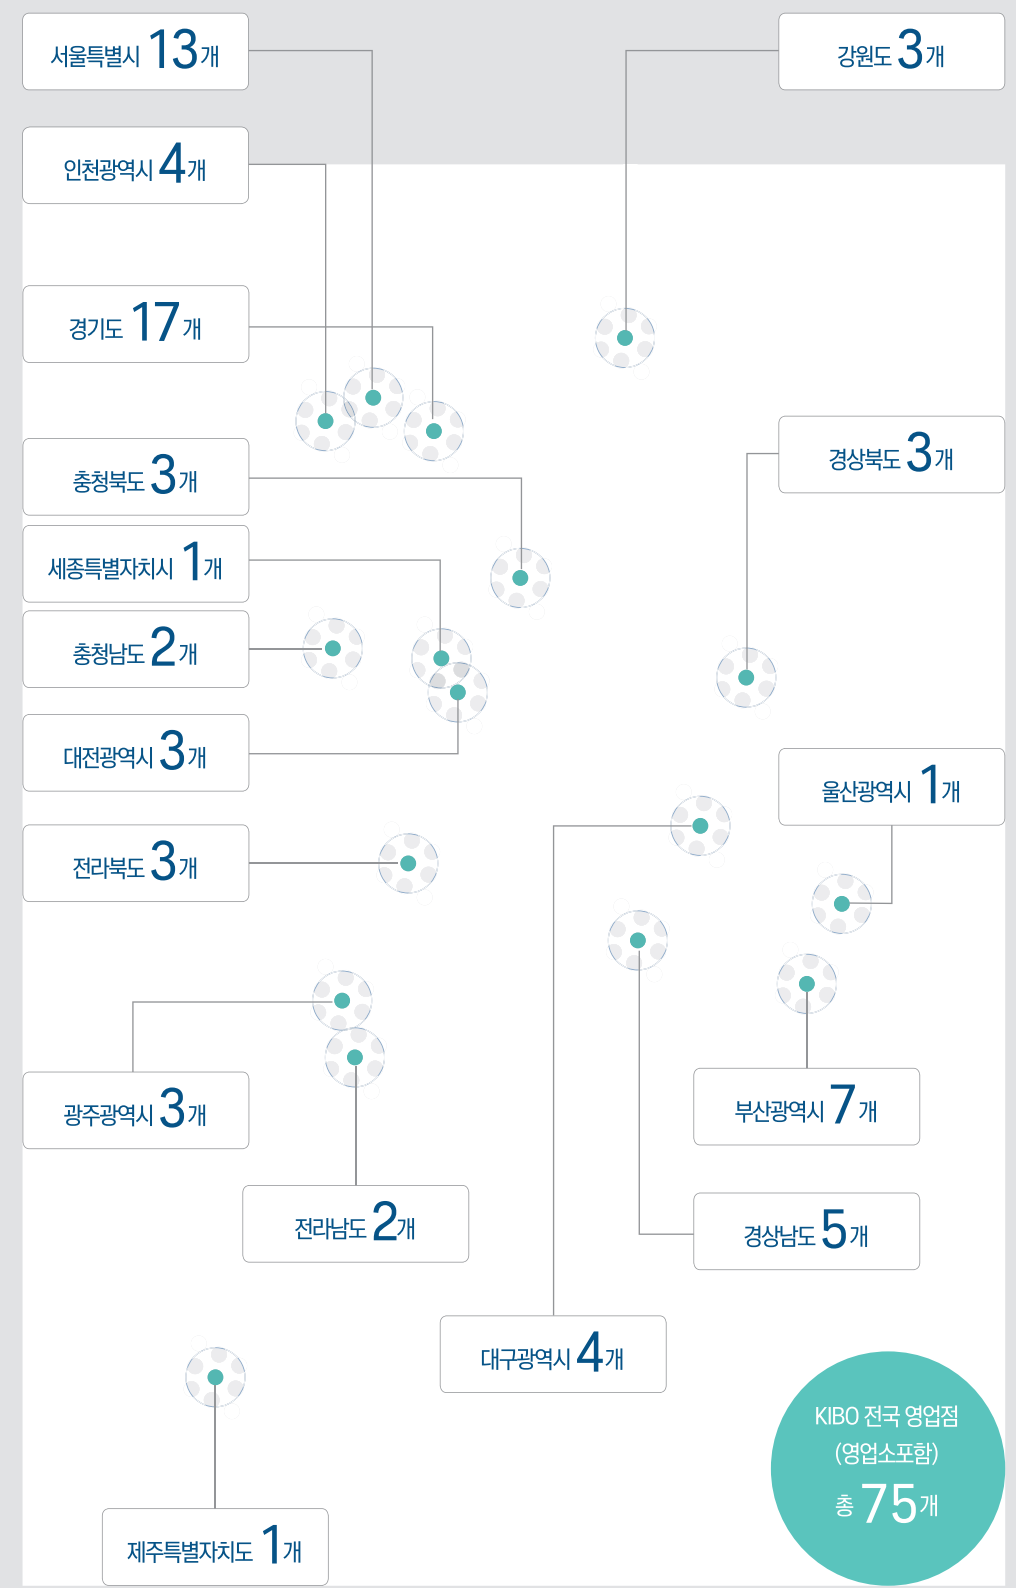 서울특별시 13개
강원도 3개
인천광역시 4개
경기도 17개
경상북도 3개
충청북도 3개
세종특별자치시 1개
충청남도 2개
대전광역시 3개
울산광역시 1개
전라북도 3개
광주광역시 3개
부산광역시 7개
전라남도 2개
경상남도 5개
대구광역시 4개
KIBO 전국 영업점
(영업소포함)
총 75개
제주특별자치도 1개